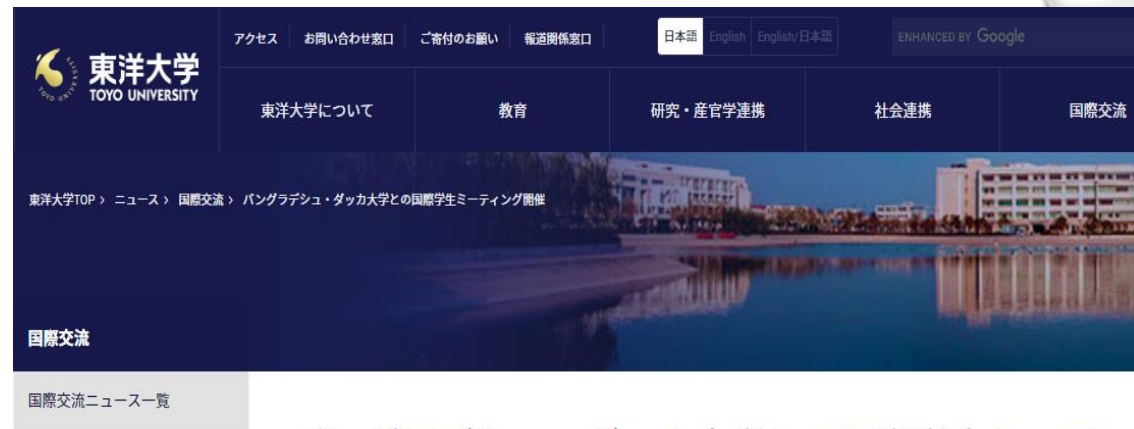 アクセス お問い合わせ窓口 ご寄付のお願い 報道関係窓口 日本語 English English/日本語 ENHANCED BY Google
東洋大学
TOYO UNIVERSITY
TOYO UNIV
東洋大学について 教育 研究・産官学連携 社会連携 国際交流
東洋大学TOP › ニュース › 国際交流 › バングラデシュ・ダッカ大学との国際学生ミーティング開催
国際交流
国際交流ニュース一覧